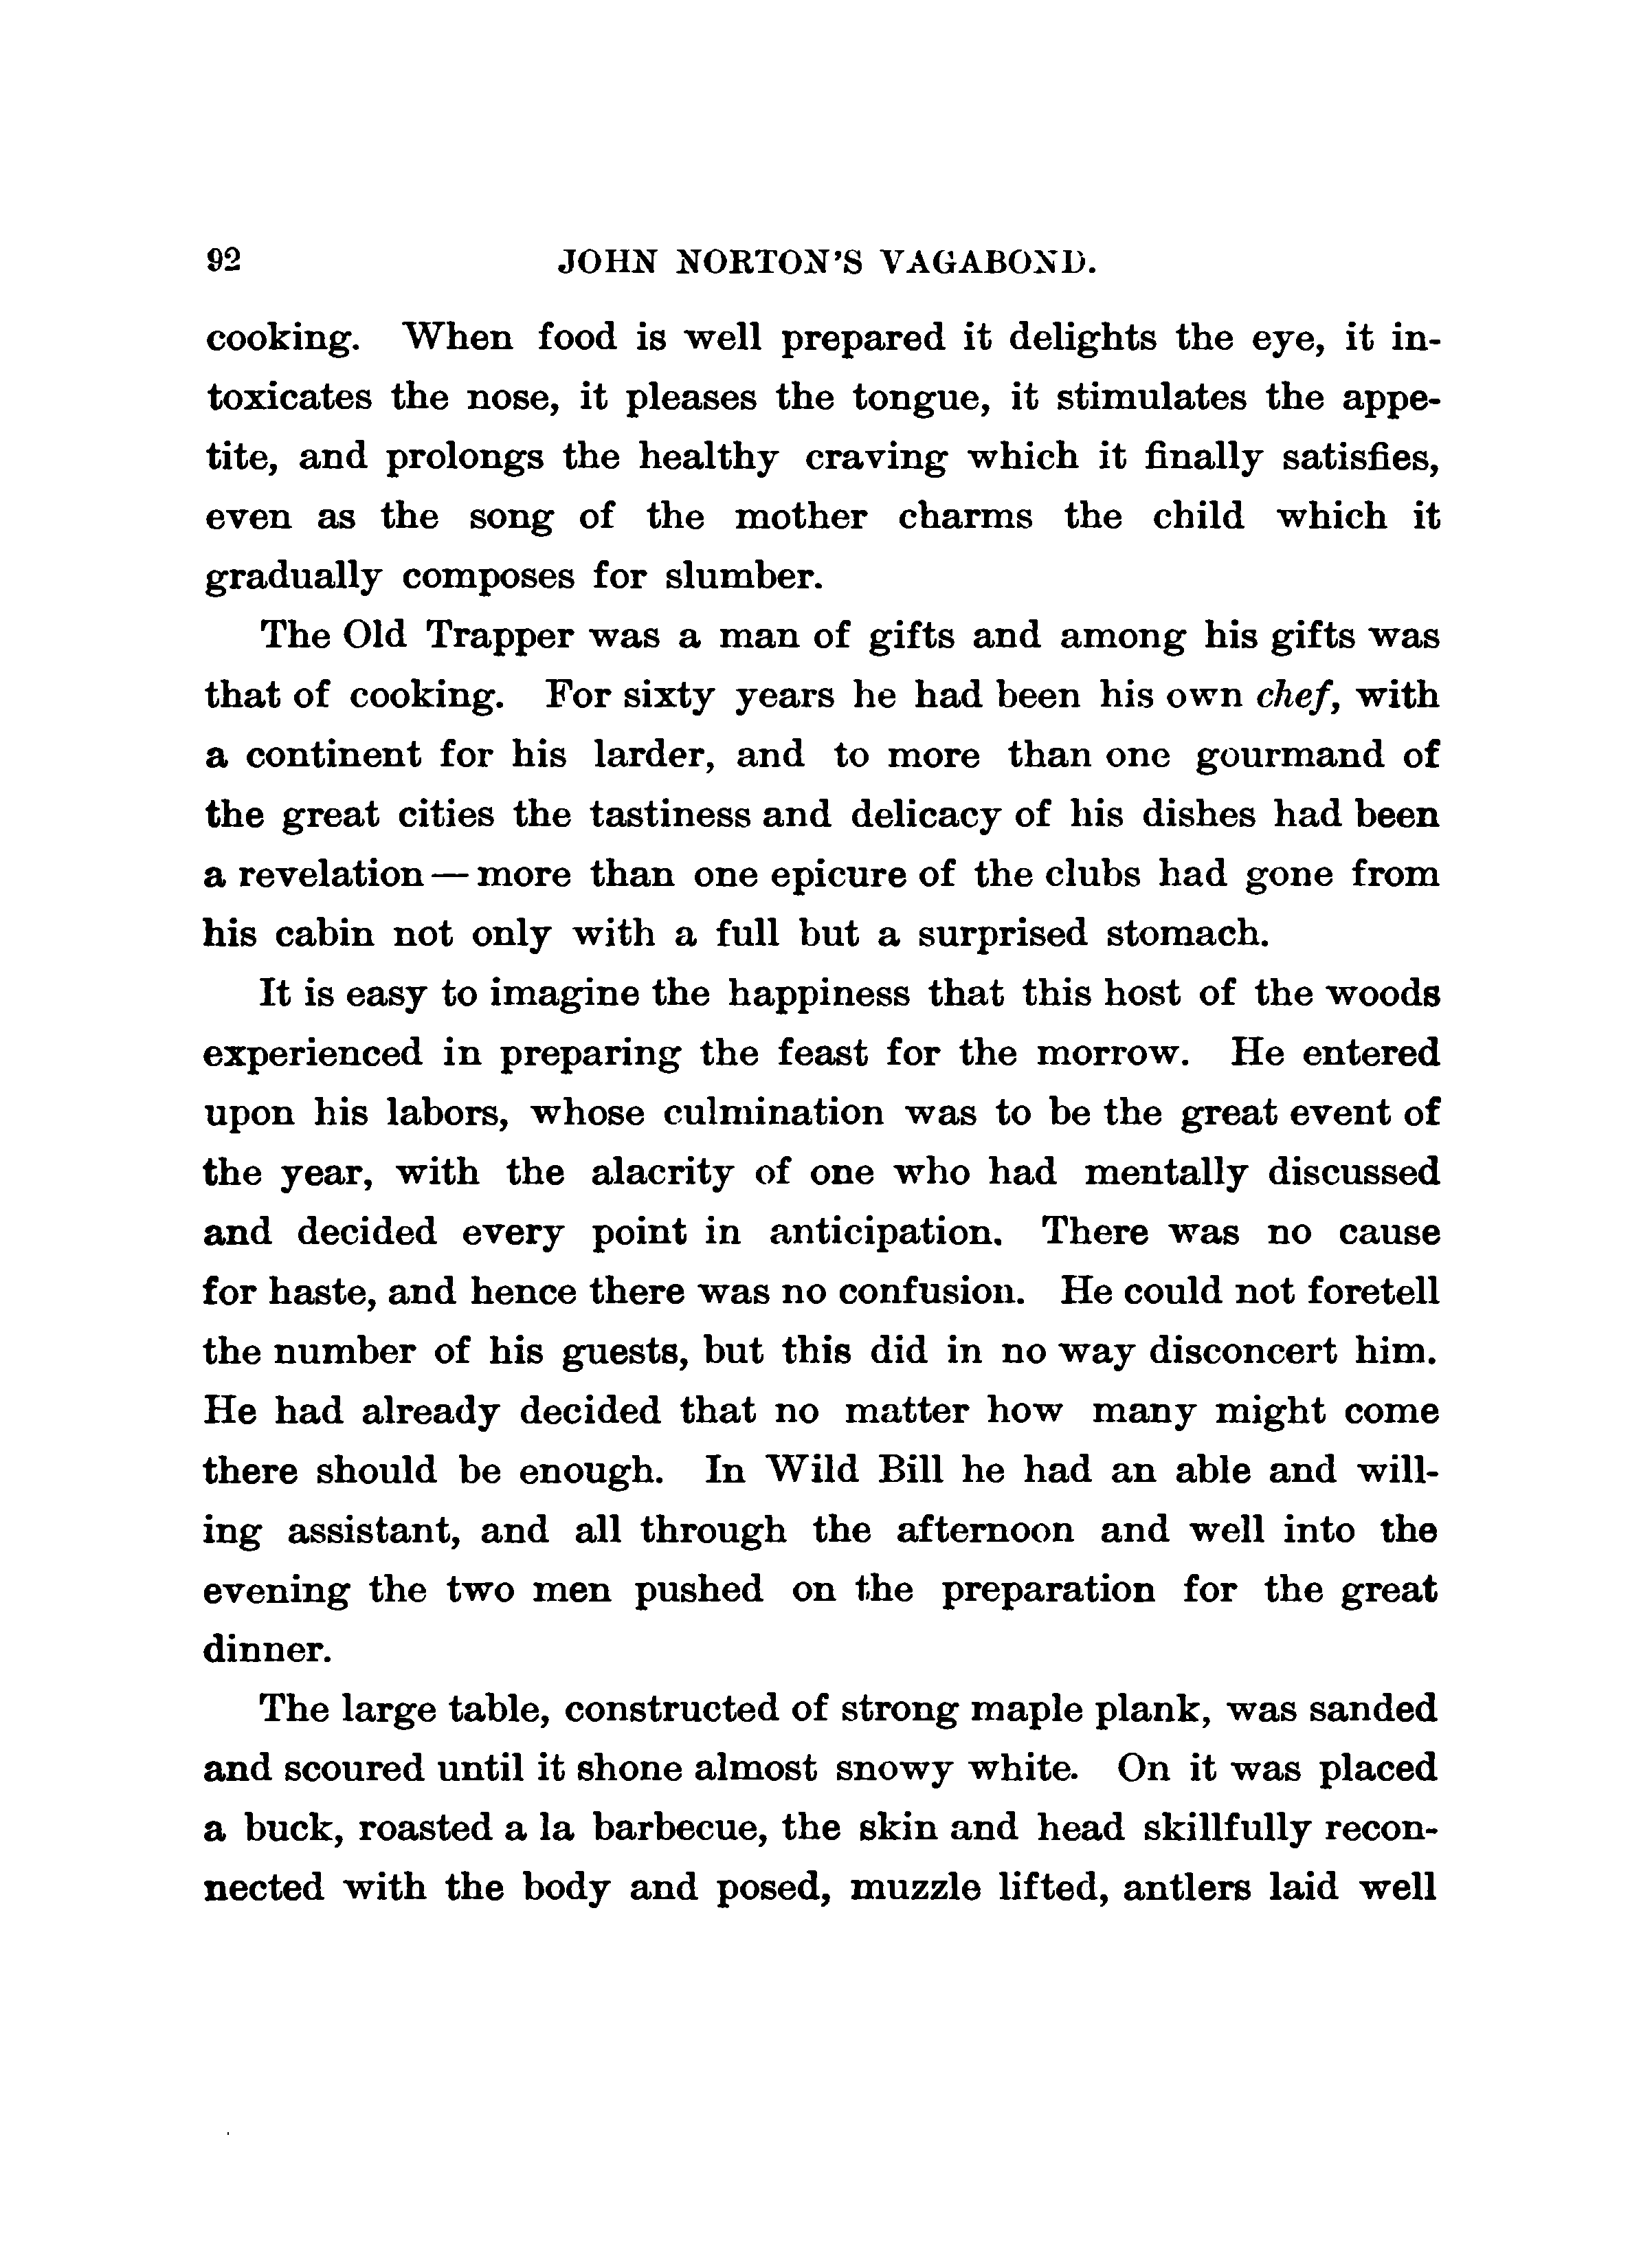 92 JOHN NORTON'S VAGABOND.
cooking. When food is well prepared it delights the eye, it in-
toxicates the nose, it pleases the tongue, it stimulates the appe-
tite, and prolongs the healthy craving which it finally satisfies,
even as the song of the mother charms the child which it
gradually composes for slumber.
The Old Trapper was a man of gifts and among his gifts was
that of cooking. For sixty years he had been his own chef, with
a continent for his larder, and to more than one gourmand of
the great cities the tastiness and delicacy of his dishes had been
a revelation — more than one epicure of the clubs had gone from
his cabin not only with a full but a surprised stomach.
It is easy to imagine the happiness that this host of the woods
experienced in preparing the feast for the morrow. He entered
upon his labors, whose culmination was to be the great event of
the year, with the alacrity of one who had mentally discussed
and decided every point in anticipation. There was no cause
for haste, and hence there was no confusion. He could not foretell
the number of his guests, but this did in no way disconcert him.
He had already decided that no matter how many might come
there should be enough. In Wild Bill he had an able and will-
ing assistant, and all through the afternoon and well into the
evening the two men pushed on the preparation for the great
dinner.
The large table, constructed of strong maple plank, was sanded
and scoured until it shone almost snowy white. On it was placed
a buck, roasted a la barbecue, the skin and head skillfully recon-
nected with the body and posed, muzzle lifted, antlers laid well